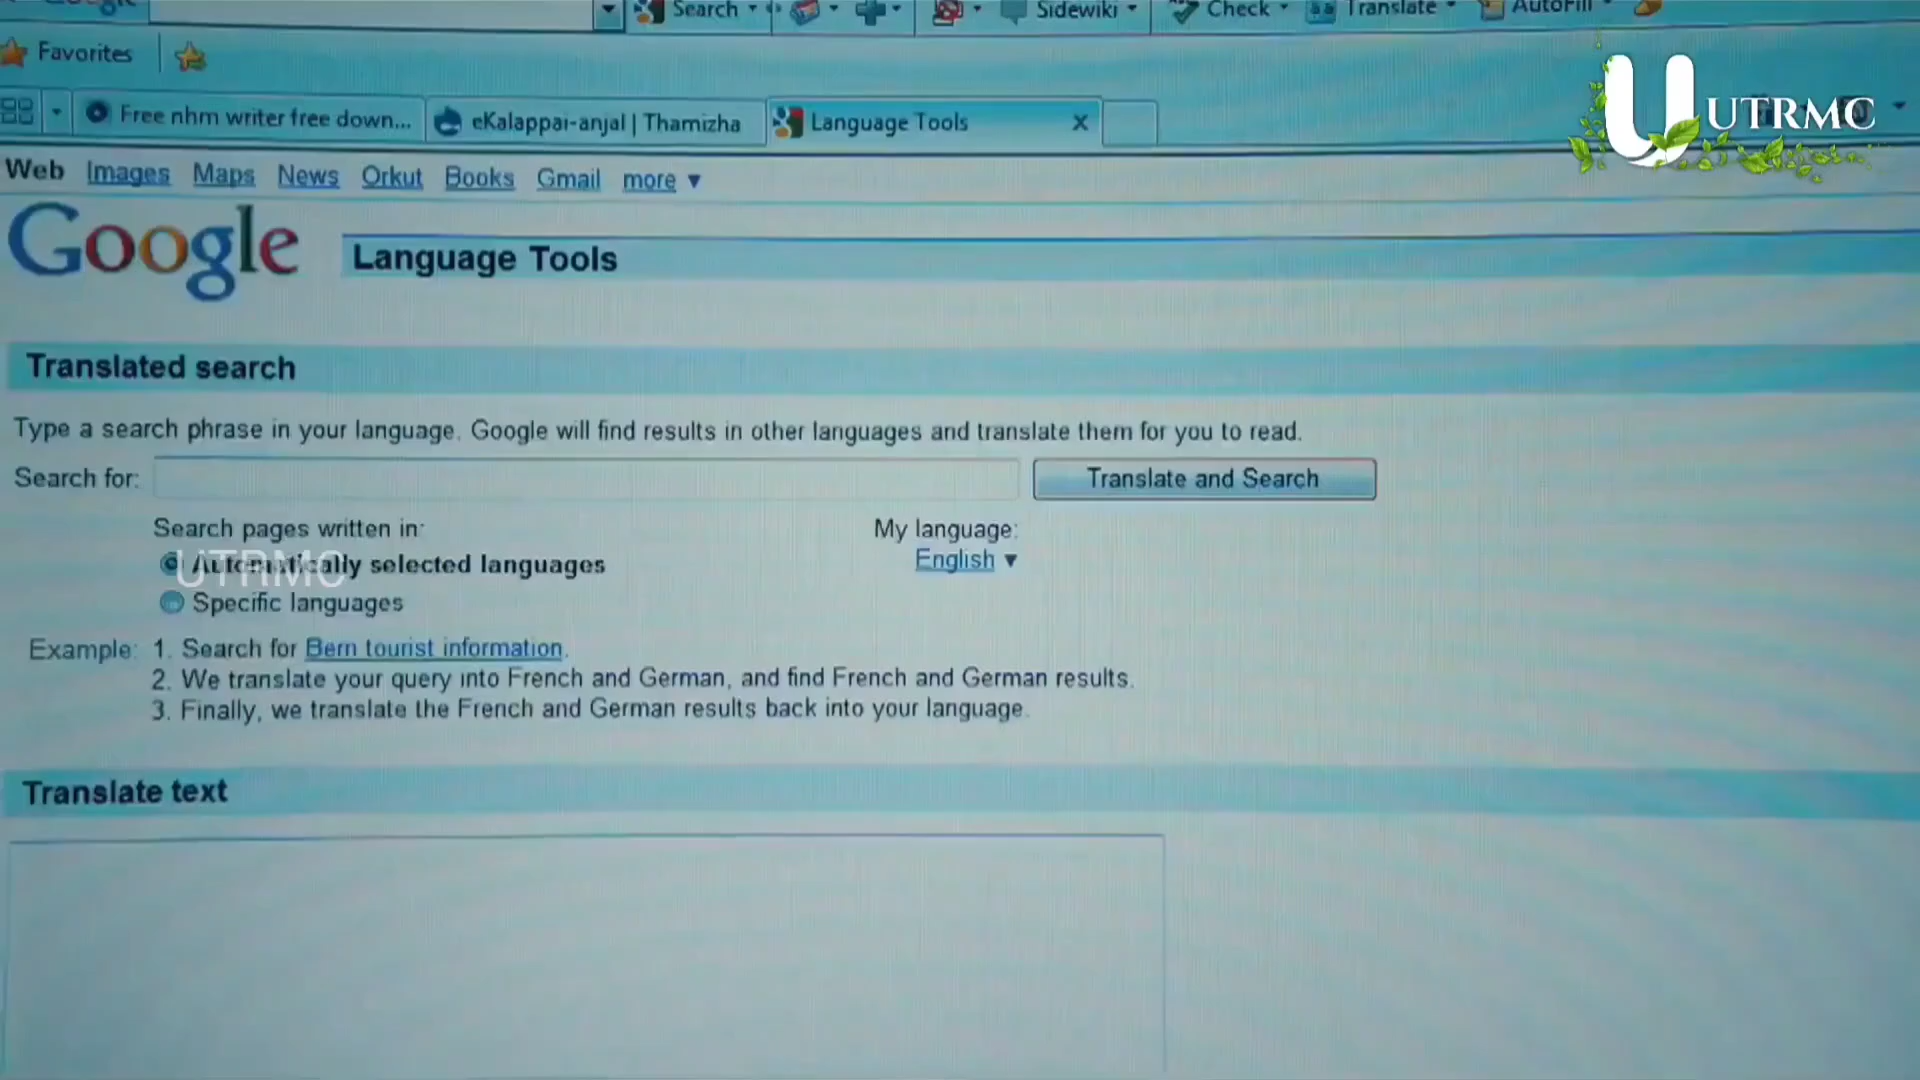 Search Sidewiki Check Translate AutoFill
Favorites
Free nhm writer free down... eKalappai-anjal | Thamizha Language Tools
UTRMC
Web Images Maps News Orkut Books Gmail more
Google Language Tools
Translated search
Type a search phrase in your language. Google will find results in other languages and translate them for you to read.
Search for: Translate and Search
Search pages written in: My language:
Automatically selected languages English
UTRMC
Specific languages
Example: 1. Search for Bern tourist information.
2. We translate your query into French and German, and find French and German results.
3. Finally, we translate the French and German results back into your language.
Translate text